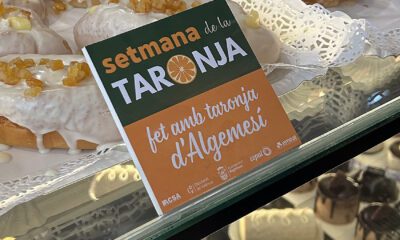 setmana de la
TARONJA
fet amb taronja
d'Algemesí